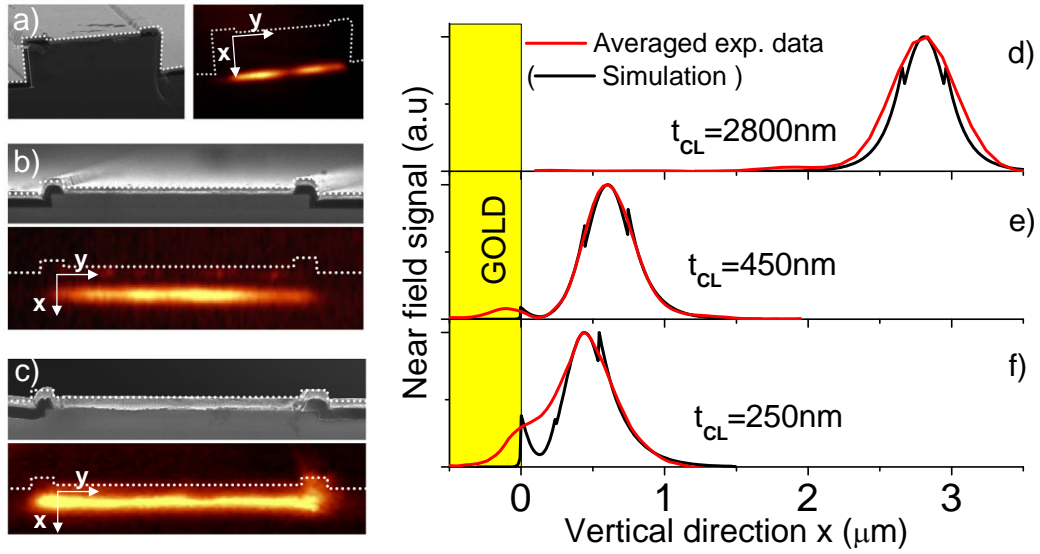 a)
y
x
b)
y
x
c)
y
x
Near field signal (a.u)
GOLD
Averaged exp. data
( Simulation )
d)
t_CL=2800nm
e)
t_CL=450nm
f)
t_CL=250nm
0 1 2 3
Vertical direction x (μm)